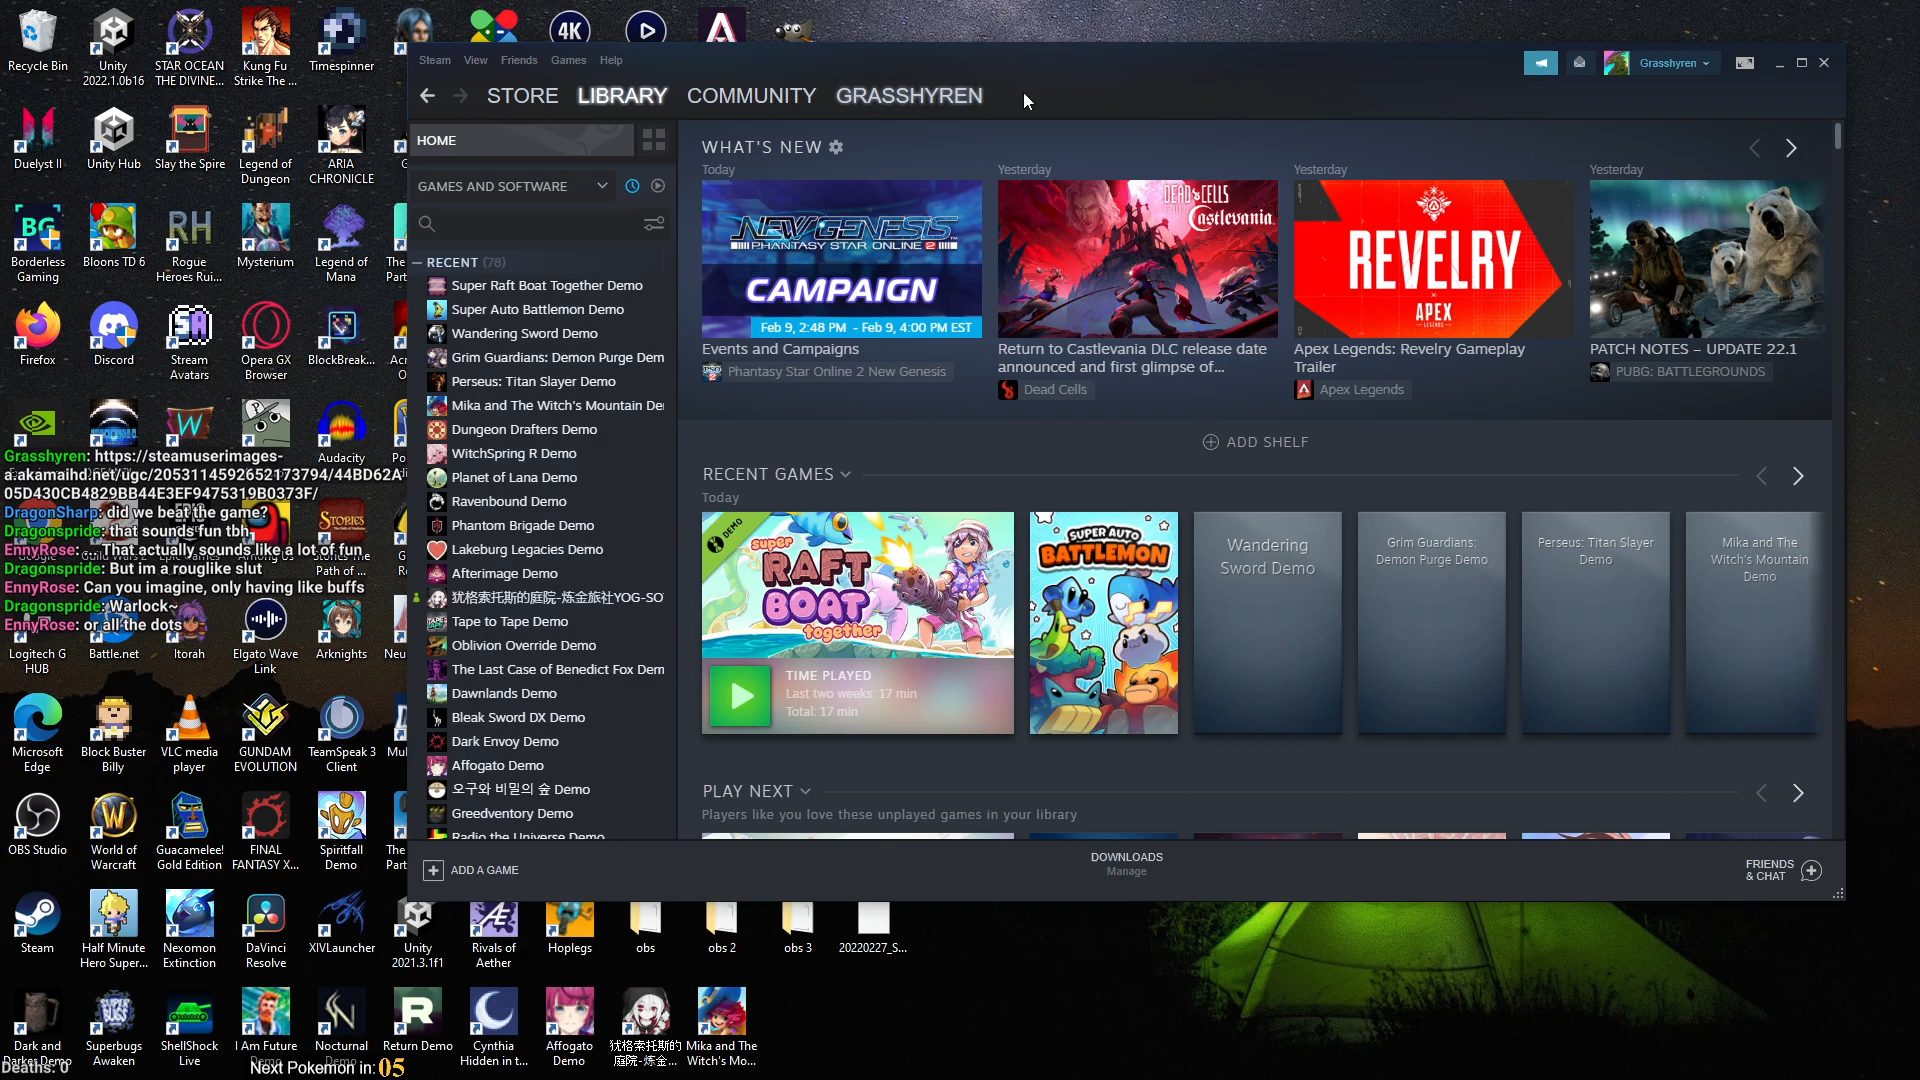 Steam View Friends Games Help
Grasshyren
STORE LIBRARY COMMUNITY GRASSHYREN
HOME
GAMES AND SOFTWARE
RECENT (78)
Super Raft Boat Together Demo
Super Auto Battlemon Demo
Wandering Sword Demo
Grim Guardians: Demon Purge Dem
Perseus: Titan Slayer Demo
Mika and The Witch's Mountain De
Dungeon Drafters Demo
WitchSpring R Demo
Planet of Lana Demo
Ravenbound Demo
Phantom Brigade Demo
Lakeburg Legacies Demo
Afterimage Demo
犹格索托斯的庭院-炼金旅社YOG-SO
Tape to Tape Demo
Oblivion Override Demo
The Last Case of Benedict Fox Dem
Dawnlands Demo
Bleak Sword DX Demo
Dark Envoy Demo
Affogato Demo
오구와 비밀의 숲 Demo
Greedventory Demo
Radio the Universe Demo
ADD A GAME
WHAT'S NEW
Today
NEW GENESIS
PHANTASY STAR ONLINE 2
CAMPAIGN
Feb 9, 2:48 PM - Feb 9, 4:00 PM EST
Events and Campaigns
Phantasy Star Online 2 New Genesis
Yesterday
DEAD CELLS
Castlevania
Return to Castlevania DLC release date
announced and first glimpse of...
Dead Cells
Yesterday
REVELRY
APEX
Apex Legends: Revelry Gameplay
Trailer
Apex Legends
Yesterday
PATCH NOTES – UPDATE 22.1
PUBG: BATTLEGROUNDS
ADD SHELF
RECENT GAMES
Today
DEMO
super
RAFT
BOAT
together
TIME PLAYED
Last two weeks: 17 min
Total: 17 min
SUPER AUTO
BATTLEMON
Wandering
Sword Demo
Grim Guardians:
Demon Purge Demo
Perseus: Titan Slayer
Demo
Mika and The
Witch's Mountain
Demo
PLAY NEXT
Players like you love these unplayed games in your library
DOWNLOADS
Manage
FRIENDS
& CHAT
Recycle Bin
Unity
2022.1.0b16
STAR OCEAN
THE DIVINE...
Kung Fu
Strike The ...
Timespinner
4K
Duelyst II
Unity Hub
Slay the Spire
Legend of
Dungeon
ARIA
CHRONICLE
BG
Borderless
Gaming
Bloons TD 6
RH
Rogue
Heroes Rui...
Mysterium
Legend of
Mana
The
Part
Firefox
Discord
SA
Stream
Avatars
Opera GX
Browser
BlockBreak...
Audacity
Grasshyren: https://steamuserimages-
a.akamaihd.net/ugc/2053114592652173794/44BD62A
05D430CB4829BB44E3EF9475319B0373F/
DragonSharp: did we beat the game?
Dragonspride: that sounds fun tbh
EnnyRose: ... That actually sounds like a lot of fun
Dragonspride: But im a rouglike slut
EnnyRose: Can you imagine, only having like buffs
Dragonspride: Warlock~
EnnyRose: or all the dots
STORIES
Path of ...
Logitech G
HUB
Battle.net
Itorah
Elgato Wave
Link
Arknights
Neu
Microsoft
Edge
Block Buster
Billy
VLC media
player
GUNDAM
EVOLUTION
TeamSpeak 3
Client
Mul
OBS Studio
World of
Warcraft
Guacamelee!
Gold Edition
FINAL
FANTASY X...
Spiritfall
Demo
The
Part
Steam
Half Minute
Hero Super...
Nexomon
Extinction
DaVinci
Resolve
XIVLauncher
Unity
2021.3.1f1
Rivals of
Aether
Hoplegs
obs
obs 2
obs 3
20220227_S...
Dark and
Darker Demo
Superbugs
Awaken
ShellShock
Live
I Am Future
Demo
Nocturnal
Demo
Return Demo
Cynthia
Hidden in t...
Affogato
Demo
犹格索托斯的
庭院-炼金...
Mika and The
Witch's Mo...
Deaths: 0
Next Pokemon in: 05